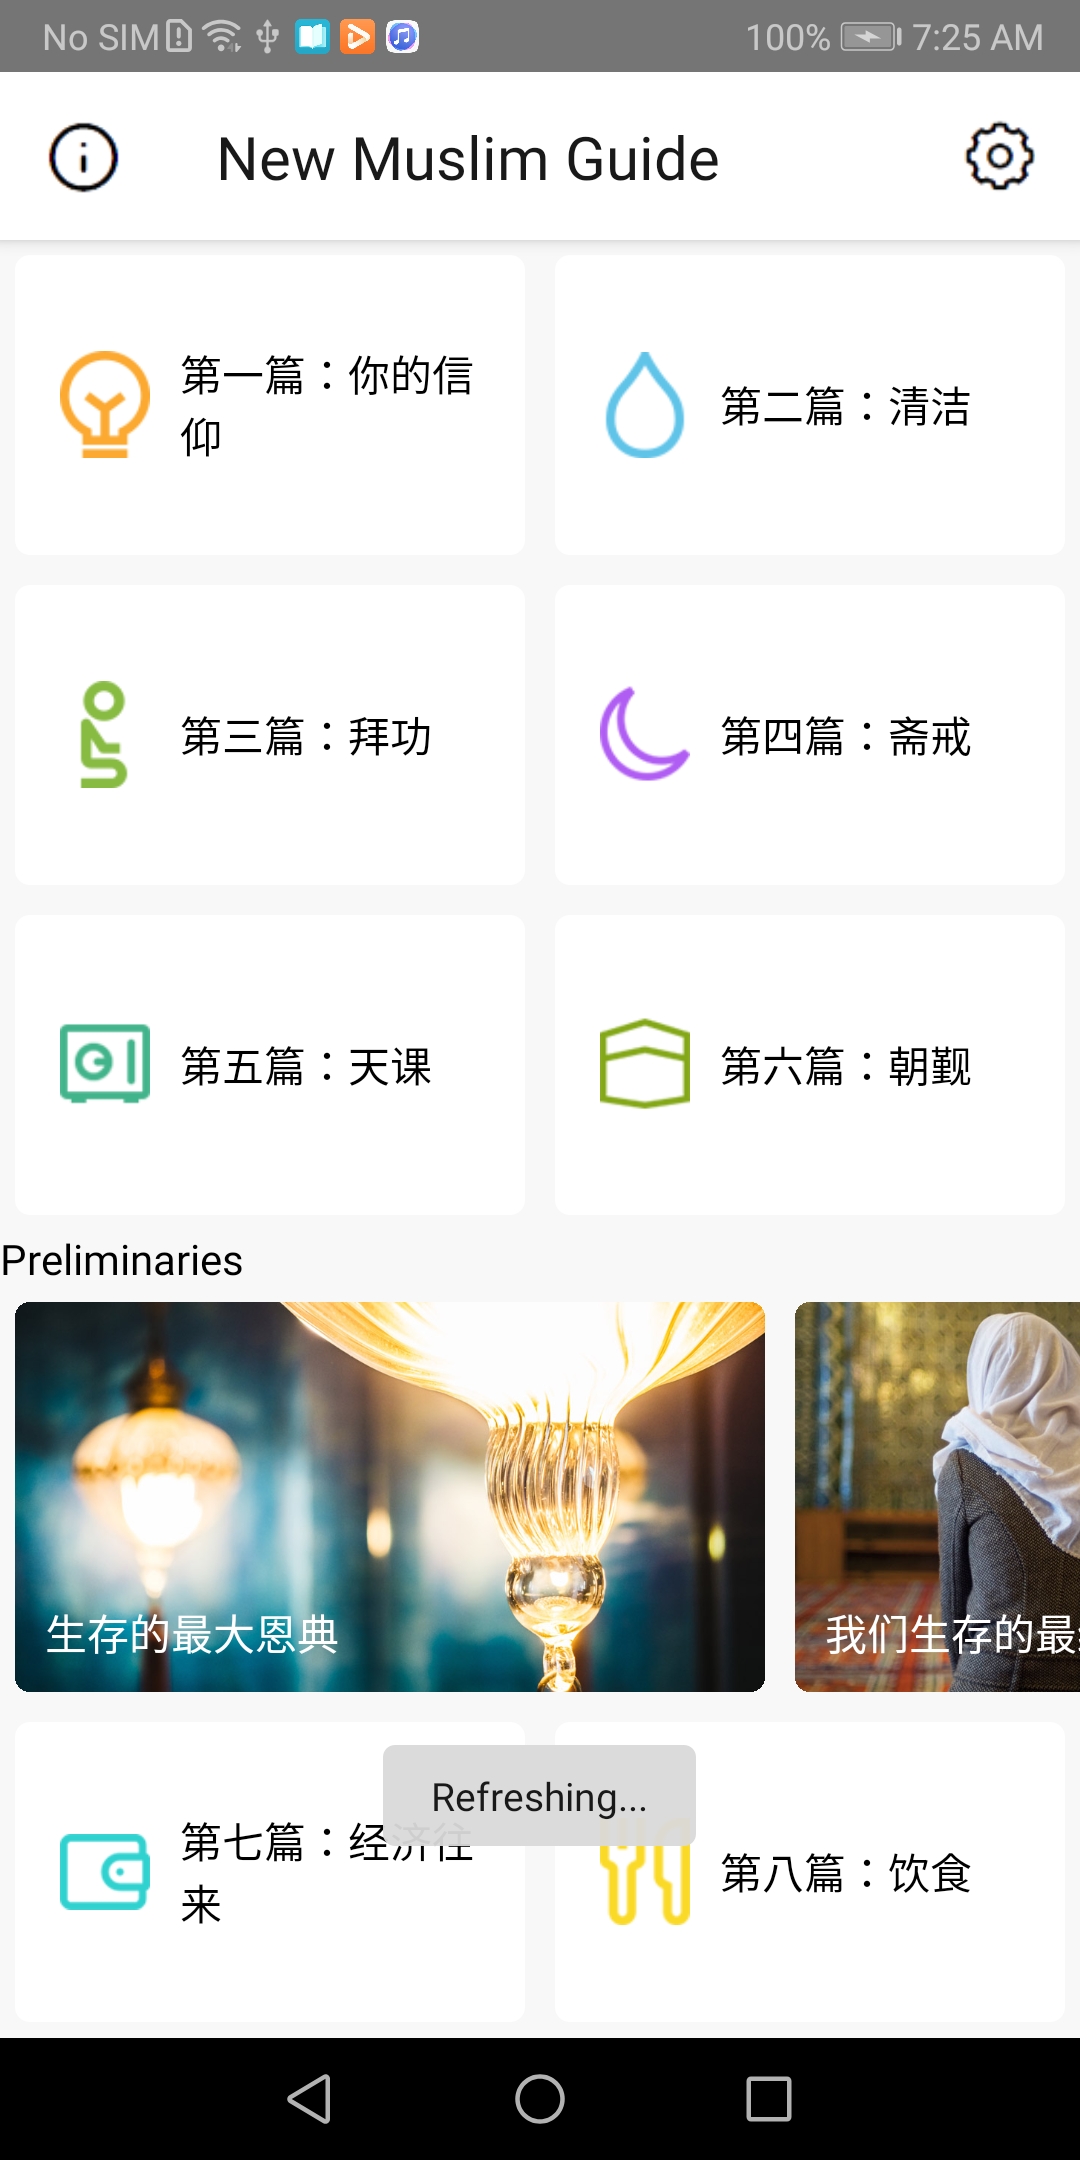 No SIM 100% 7:25 AM
New Muslim Guide
第一篇：你的信
仰
第二篇：清洁
第三篇：拜功
第四篇：斋戒
第五篇：天课
第六篇：朝觐
Preliminaries
生存的最大恩典
我们生存的最
Refreshing...
第七篇：经济往
来
第八篇：饮食